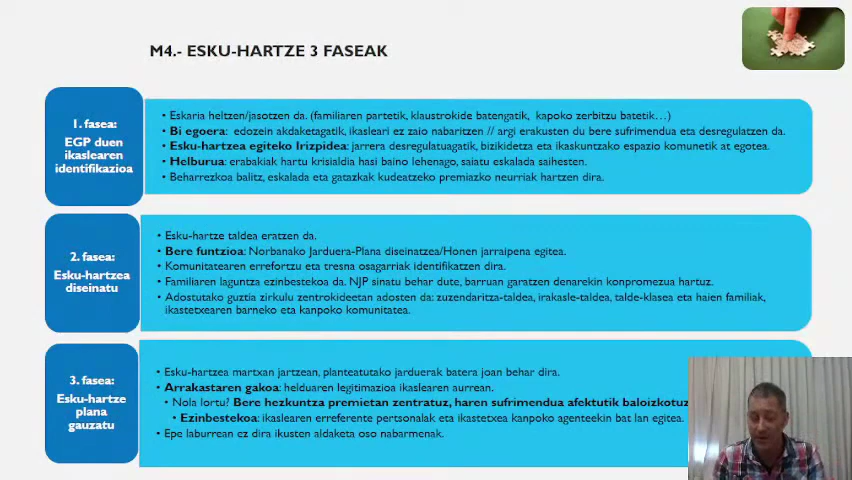 M4.- ESKU-HARTZE 3 FASEAK
1. fasea:
EGP duen
ikaslearen
identifikazioa
• Eskaria heltzen/jasotzen da. (familiaren partetik, klaustrokide batengatik, kapoko zerbitzu batetik…)
• Bi egoera: edozein akdaketagatik, ikasleari ez zaio nabaritzen // argi erakusten du bere sufrimendua eta desregulatzen da.
• Esku-hartzea egiteko Irizpidea: jarrera desregulatuagatik, bizikidetza eta ikaskuntzako espazio komunetik at egotea.
• Helburua: erabakiak hartu krisialdia hasi baino lehenago, saiatu eskalada saihesten.
• Beharrezkoa balitz, eskalada eta gatazkak kudeatzeko premiazko neurriak hartzen dira.
2. fasea:
Esku-hartzea
diseinatu
• Esku-hartze taldea eratzen da.
• Bere funtzioa: Norbanako Jarduera-Plana diseinatzea/Honen jarraipena egitea.
• Komunitatearen errefortzu eta tresna osagarriak identifikatzen dira.
• Familiaren laguntza ezinbestekoa da. NJP sinatu behar dute, barruan garatzen denarekin konpromezua hartuz.
• Adostutako guztia zirkulu zentrokideetan adosten da: zuzendaritza-taldea, irakasle-taldea, talde-klasea eta haien familiak,
ikastetxearen barneko eta kanpoko komunitatea.
3. fasea:
Esku-hartze
plana
gauzatu
• Esku-hartzea martxan jartzean, planteatutako jarduerak batera joan behar dira.
• Arrakastaren gakoa: helduaren legitimazioa ikaslearen aurrean.
• Nola lortu? Bere hezkuntza premietan zentratuz, haren sufrimendua afektutik baloizkotuz
• Ezinbestekoa: ikaslearen erreferente pertsonalak eta ikastetxea kanpoko agenteekin bat lan egitea.
• Epe laburrean ez dira ikusten aldaketa oso nabarmenak.